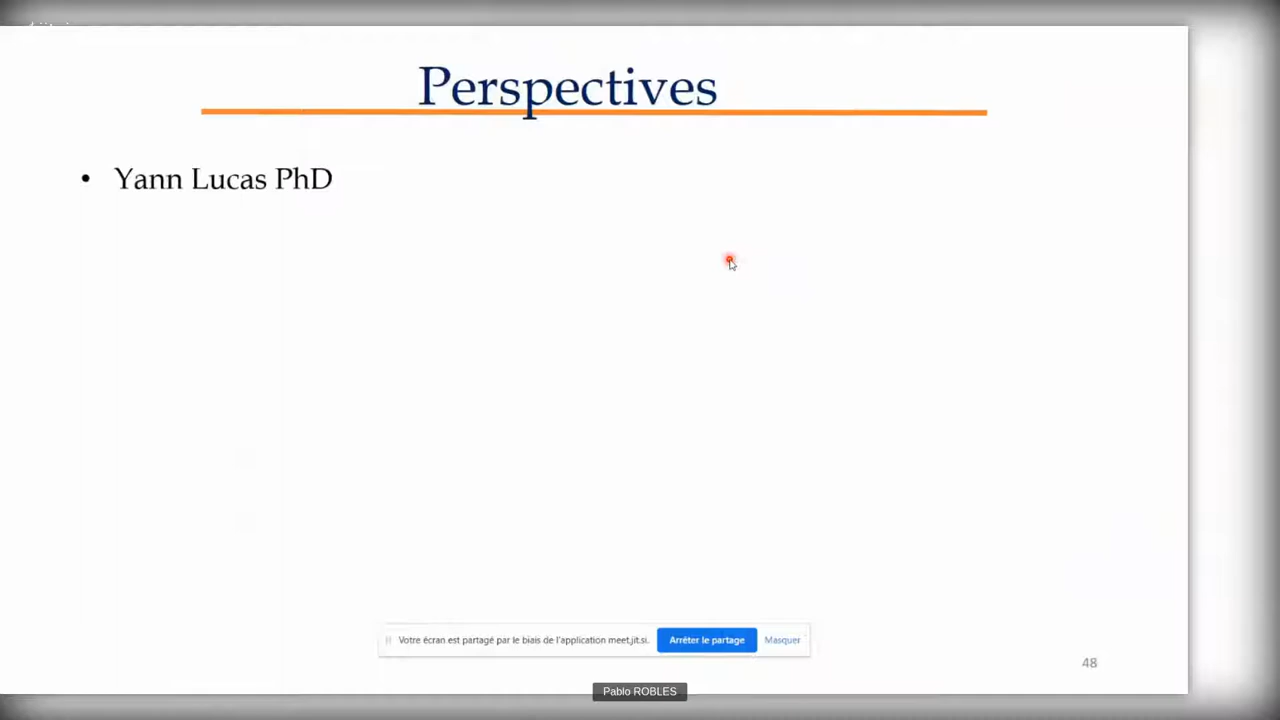 Perspectives
• Yann Lucas PhD
Votre écran est partagé par le biais de l'application meet.jit.si.
Arrêter le partage
Masquer
48
Pablo ROBLES